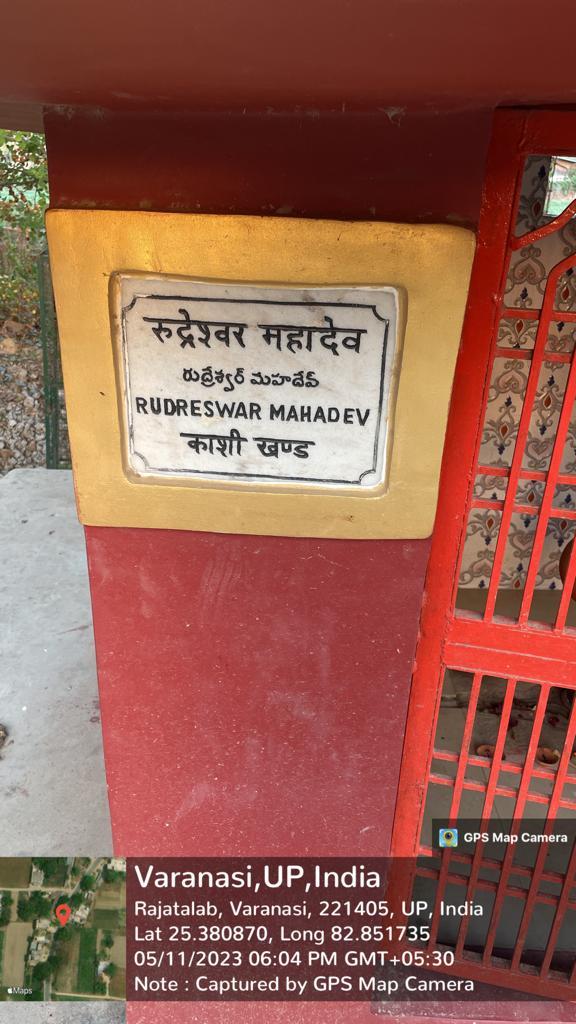 रुद्रेश्वर महादेव
రుద్రేశ్వర్ మహదేవ్
RUDRESWAR MAHADEV
काशी खण्ड
GPS Map Camera
Varanasi,UP,India
Rajatalab, Varanasi, 221405, UP, India
Lat 25.380870, Long 82.851735
05/11/2023 06:04 PM GMT+05:30
Note : Captured by GPS Map Camera
Maps